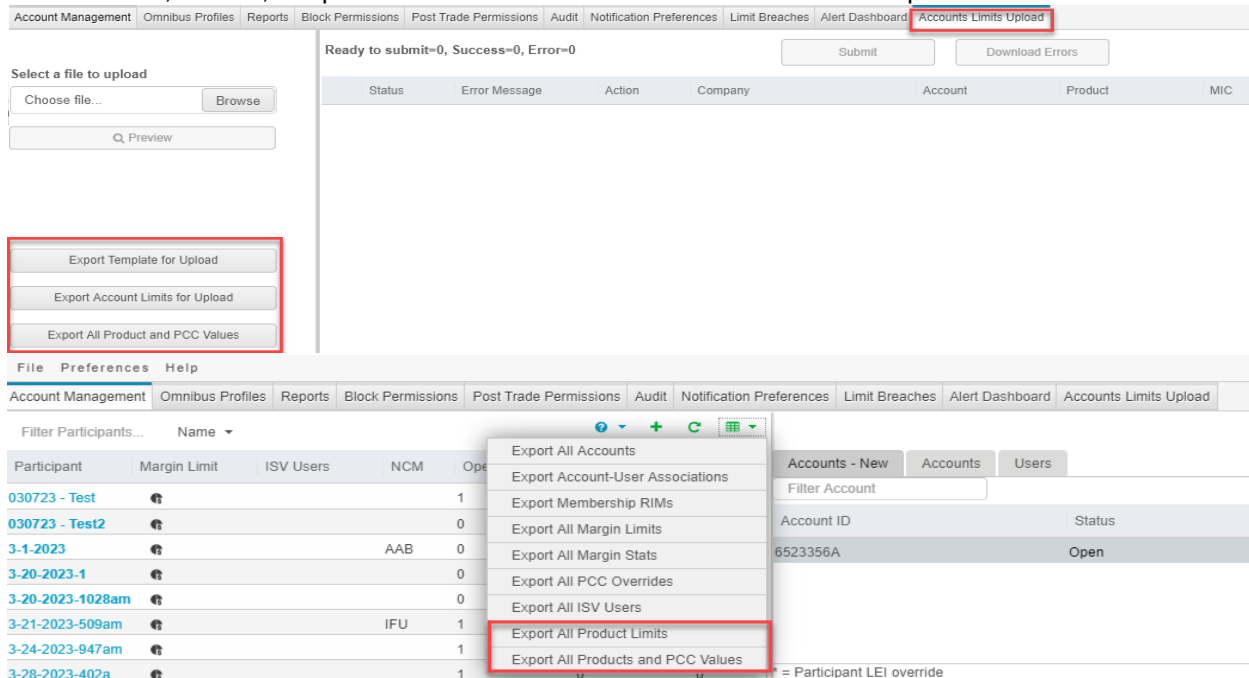 Account Management Omnibus Profiles Reports Block Permissions Post Trade Permissions Audit Notification Preferences Limit Breaches Alert Dashboard Accounts Limits Upload
Ready to submit=0, Success=0, Error=0 Submit Download Errors
Select a file to upload
Status Error Message Action Company Account Product MIC
Choose file... Browse
Preview
Export Template for Upload
Export Account Limits for Upload
Export All Product and PCC Values
File Preferences Help
Account Management Omnibus Profiles Reports Block Permissions Post Trade Permissions Audit Notification Preferences Limit Breaches Alert Dashboard Accounts Limits Upload
Filter Participants... Name
Participant Margin Limit ISV Users NCM Ope
030723 - Test 1
030723 - Test2 0
3-1-2023 AAB 0
3-20-2023-1 0
3-20-2023-1028am 0
3-21-2023-509am IFU 1
3-24-2023-947am 1
3-28-2023-402a 1
Export All Accounts
Export Account-User Associations
Export Membership RIMs
Export All Margin Limits
Export All Margin Stats
Export All PCC Overrides
Export All ISV Users
Export All Product Limits
Export All Products and PCC Values
Accounts - New Accounts Users
Filter Account
Account ID Status
6523356A Open
* = Participant LEI override